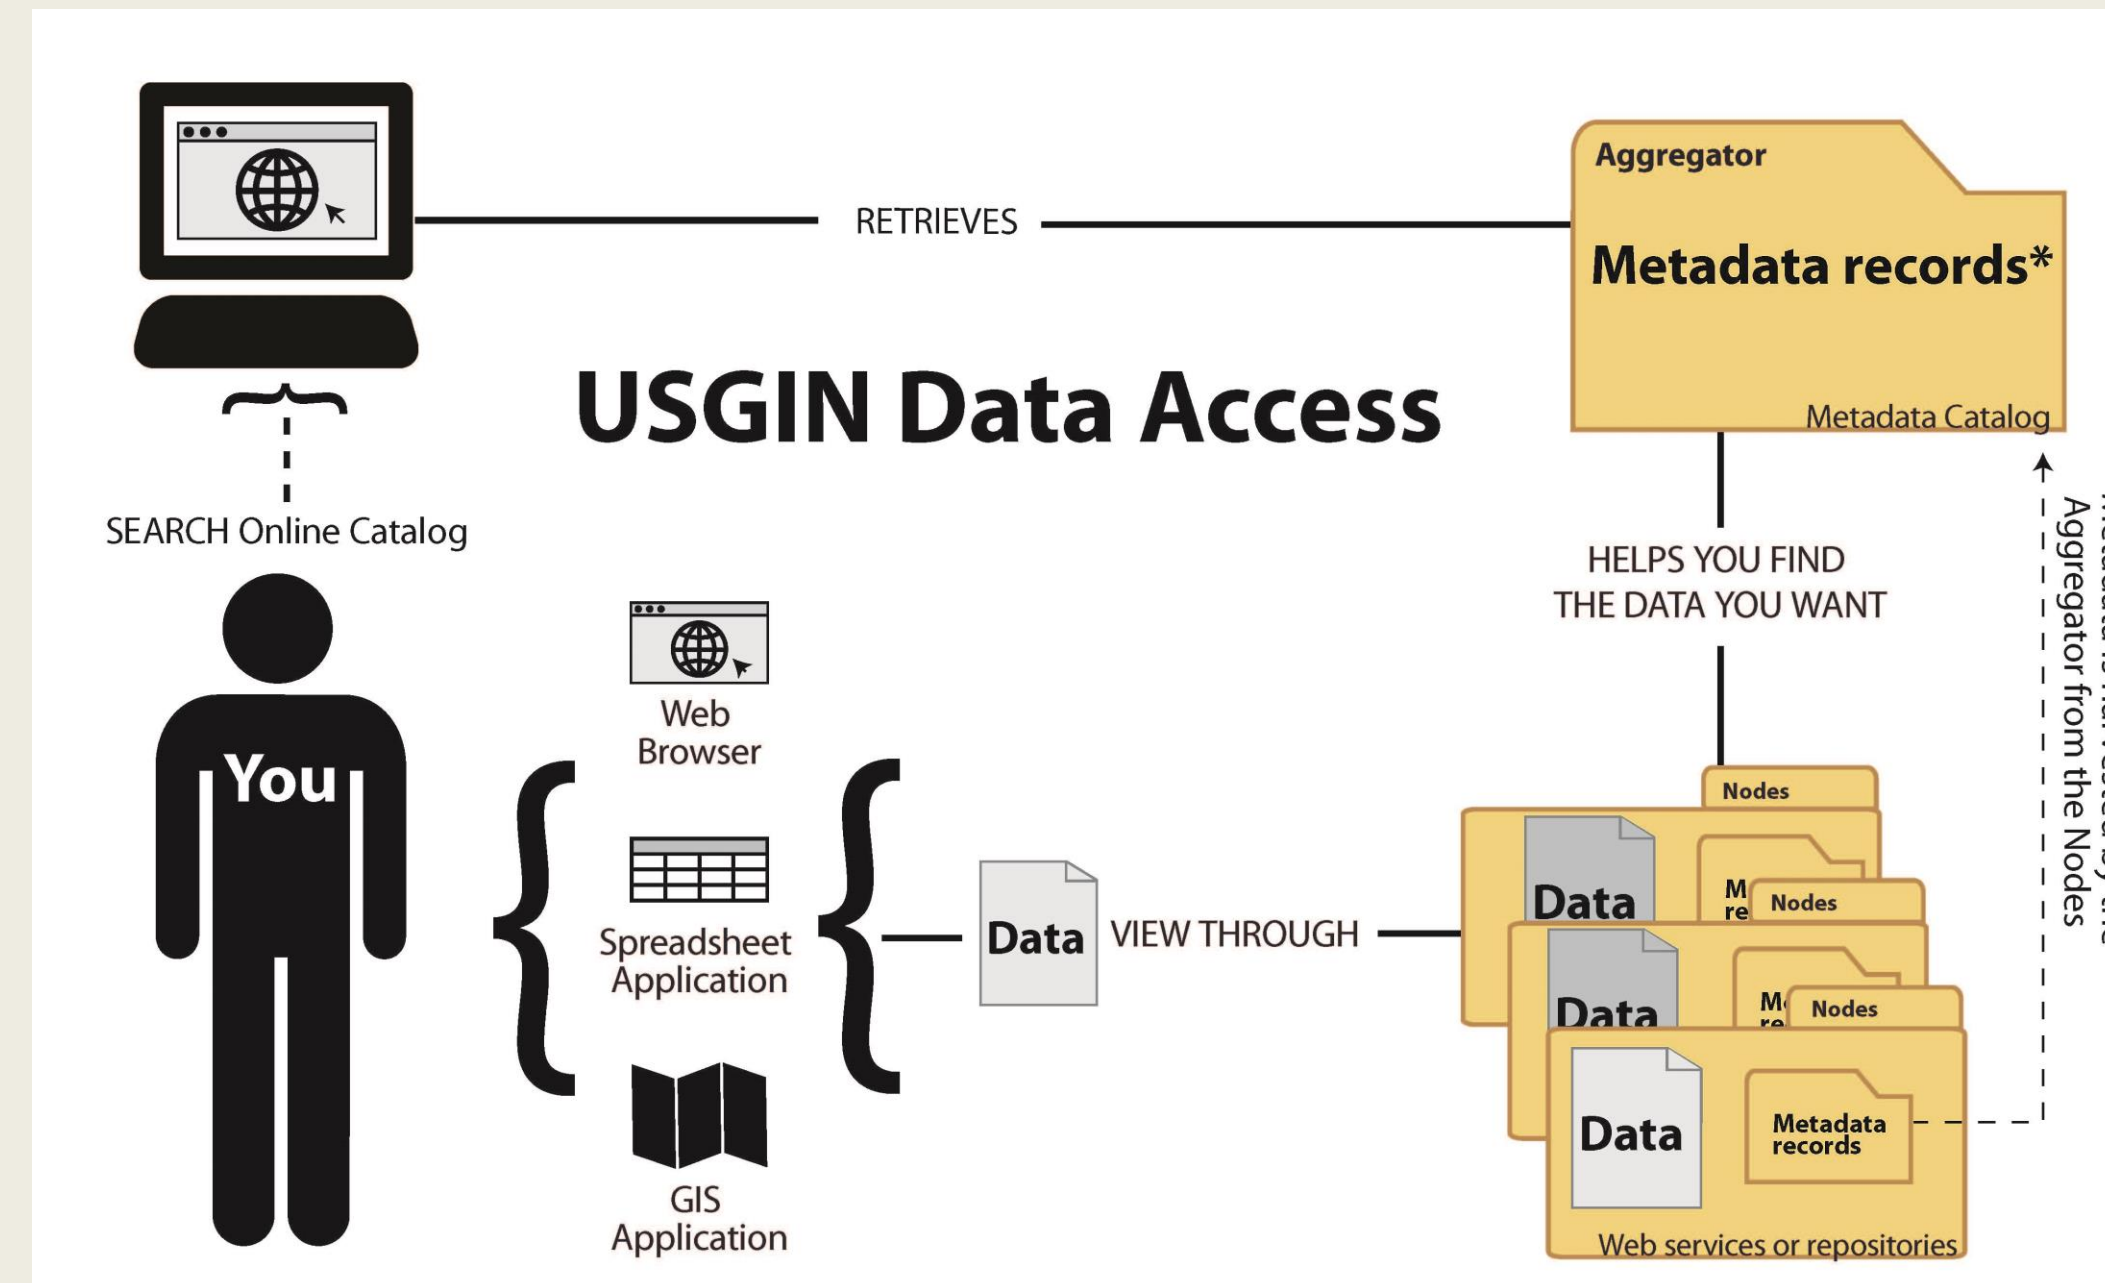 Aggregator
RETRIEVES
Metadata records*
USGIN Data Access
Metadata Catalog
SEARCH Online Catalog
HELPS YOU FIND
THE DATA YOU WANT
Aggregator from the Nodes
You
Web
Browser
Spreadsheet
Application
GIS
Application
Data
VIEW THROUGH
Nodes
Data
M
re
Nodes
Data
Nodes
Data
Metadata
records
Web services or repositories